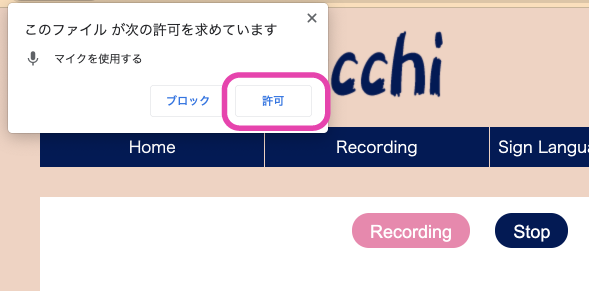 このファイル が次の許可を求めています
マイクを使用する
ブロック 許可
cchi
Home Recording Sign Langu
Recording Stop